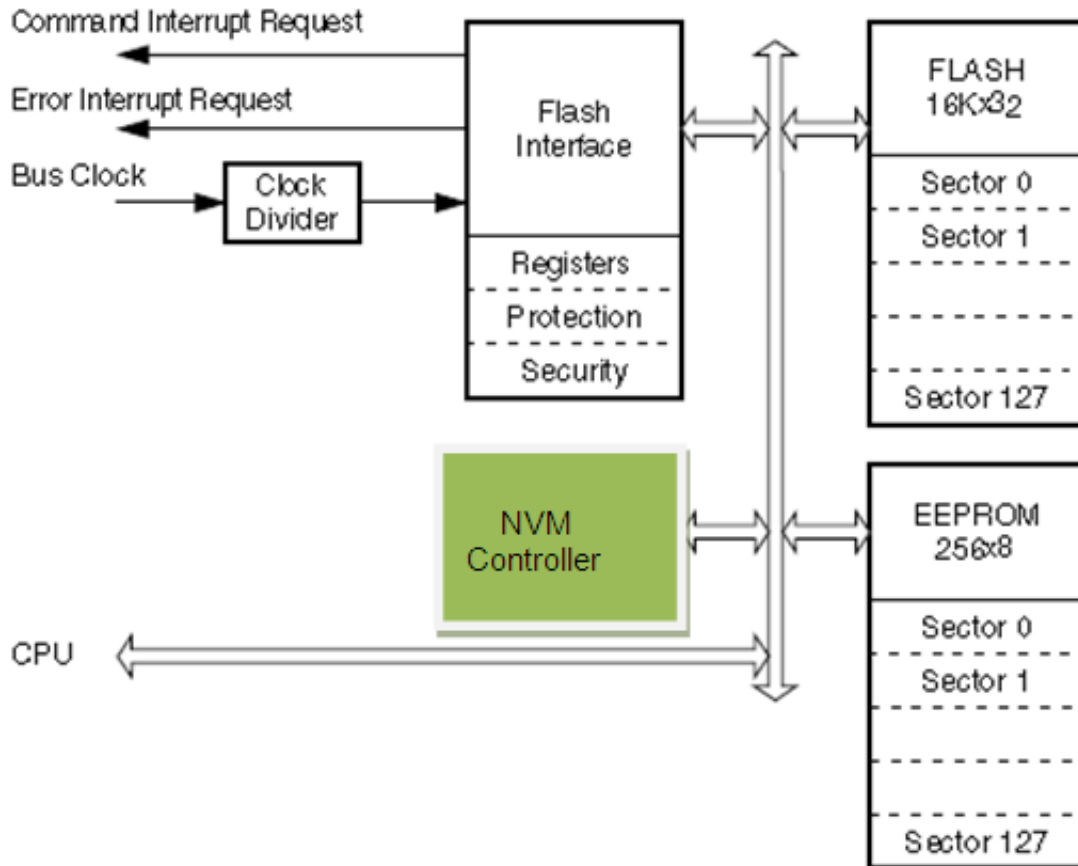 Command Interrupt Request
Error Interrupt Request
Bus Clock
Clock
Divider
Flash
Interface
Registers
Protection
Security
FLASH
16Kx32
Sector 0
Sector 1
Sector 127
NVM
Controller
CPU
EEPROM
256x8
Sector 0
Sector 1
Sector 127